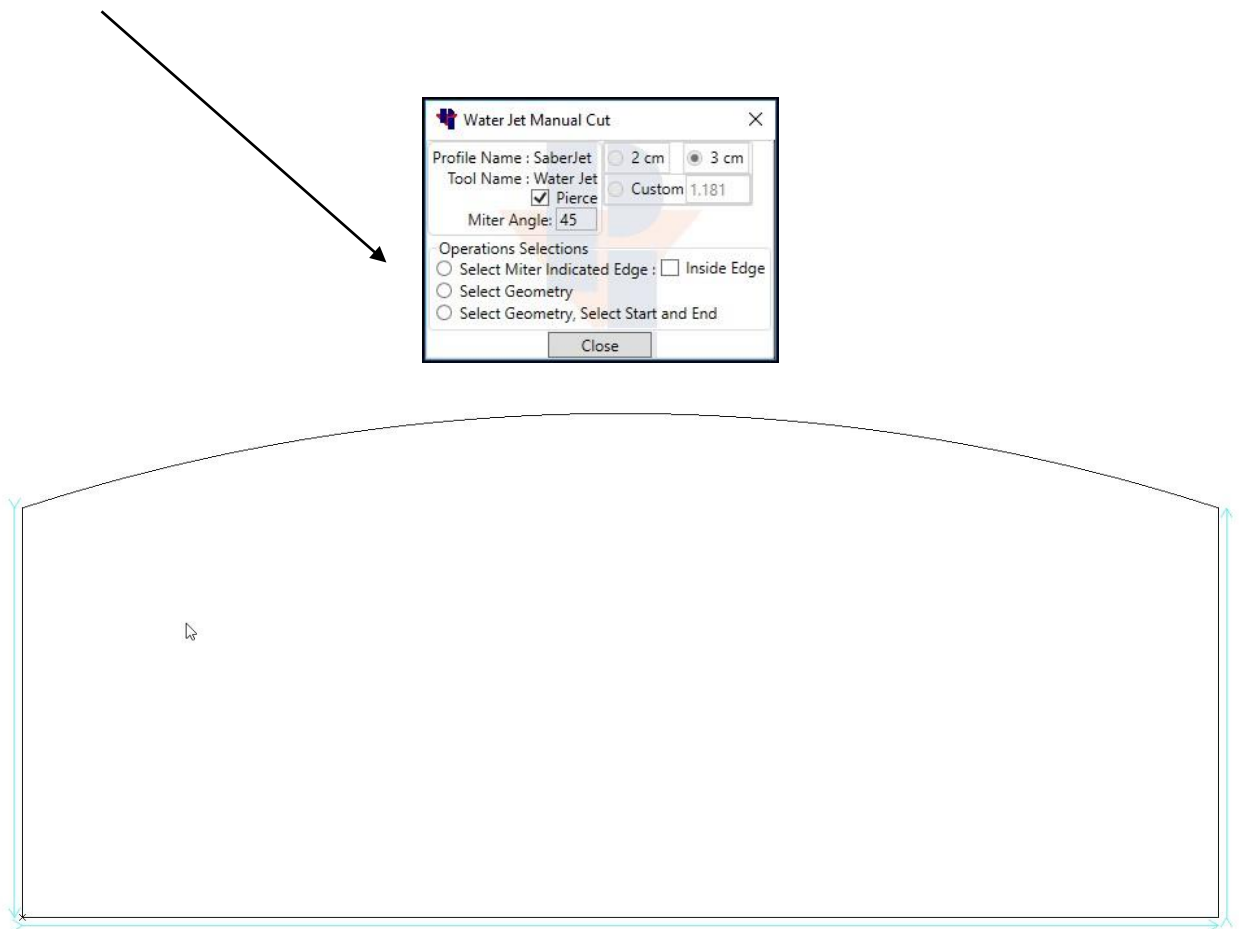 Water Jet Manual Cut
Profile Name : SaberJet 2 cm 3 cm
Tool Name : Water Jet Custom 1.181
Pierce
Miter Angle: 45
Operations Selections
Select Miter Indicated Edge : Inside Edge
Select Geometry
Select Geometry, Select Start and End
Close